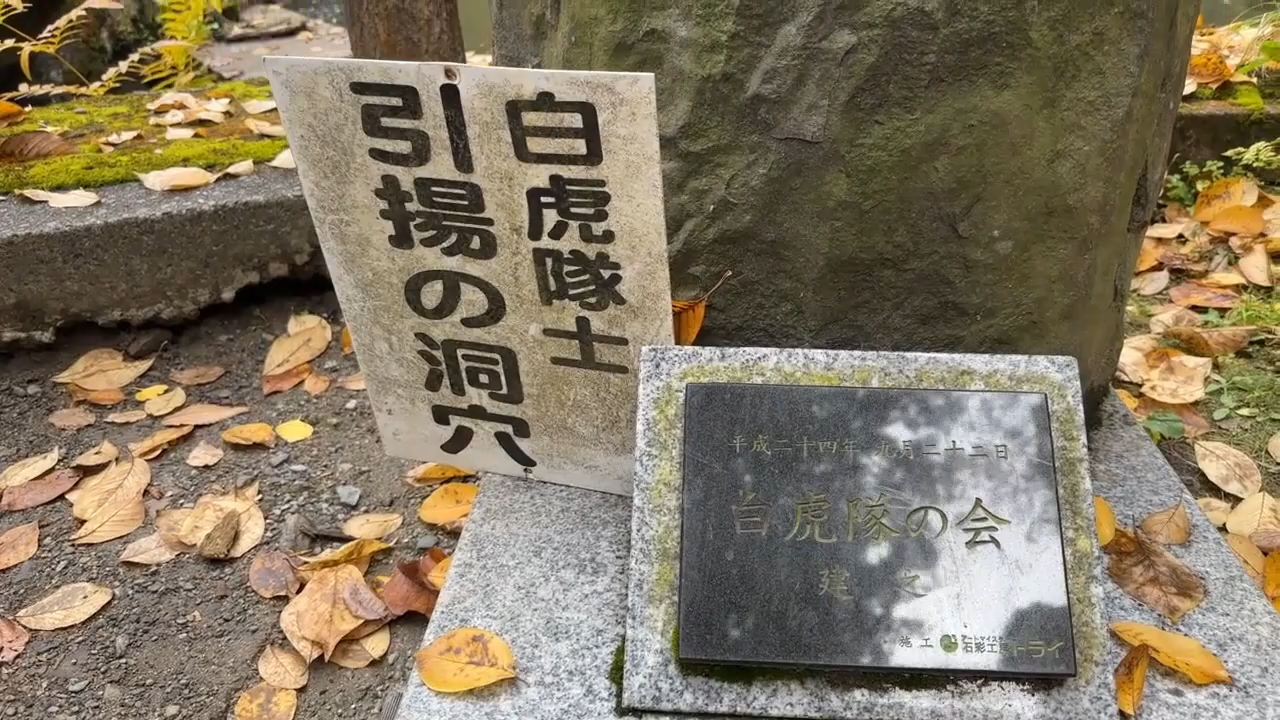 白虎隊士
引揚の洞穴
平成二十四年 九月二十二日
白虎隊の会
建 之
施 工 石彩工房 トライ